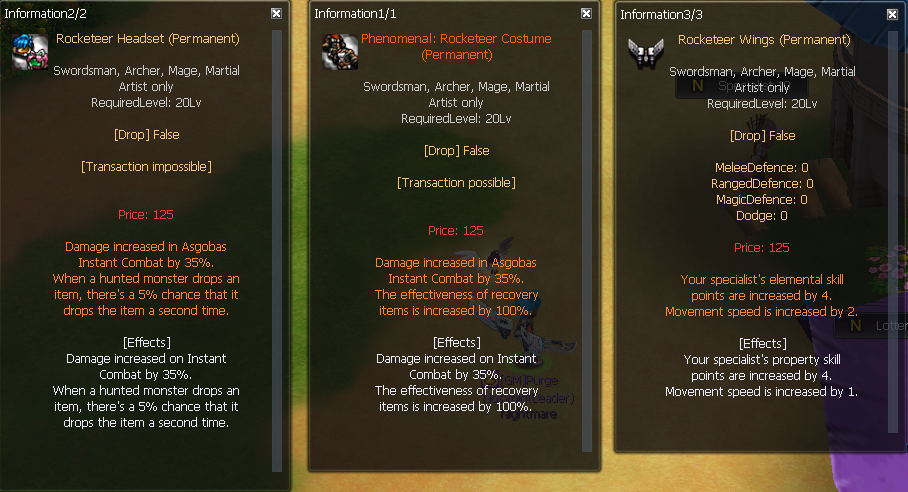 Information2/2
Rocketeer Headset (Permanent)
Swordsman, Archer, Mage, Martial
Artist only
RequiredLevel: 20Lv
[Drop] False
[Transaction impossible]
Price: 125
Damage increased in Asgobas
Instant Combat by 35%.
When a hunted monster drops an
item, there's a 5% chance that it
drops the item a second time.
[Effects]
Damage increased on Instant
Combat by 35%.
When a hunted monster drops an
item, there's a 5% chance that it
drops the item a second time.
Information1/1
Phenomenal: Rocketeer Costume
(Permanent)
Swordsman, Archer, Mage, Martial
Artist only
RequiredLevel: 20Lv
[Drop] False
[Transaction possible]
Price: 125
Damage increased in Asgobas
Instant Combat by 35%.
The effectiveness of recovery
items is increased by 100%.
[Effects]
Damage increased on Instant
Combat by 35%.
The effectiveness of recovery
items is increased by 100%.
[GM]Purge
Nightmare
Information3/3
Rocketeer Wings (Permanent)
Swordsman, Archer, Mage, Martial
Artist only
RequiredLevel: 20Lv
[Drop] False
MeleeDefence: 0
RangedDefence: 0
MagicDefence: 0
Dodge: 0
Price: 125
Your specialist's elemental skill
points are increased by 4.
Movement speed is increased by 2.
[Effects]
Your specialist's property skill
points are increased by 4.
Movement speed is increased by 1.
N
N Lotter